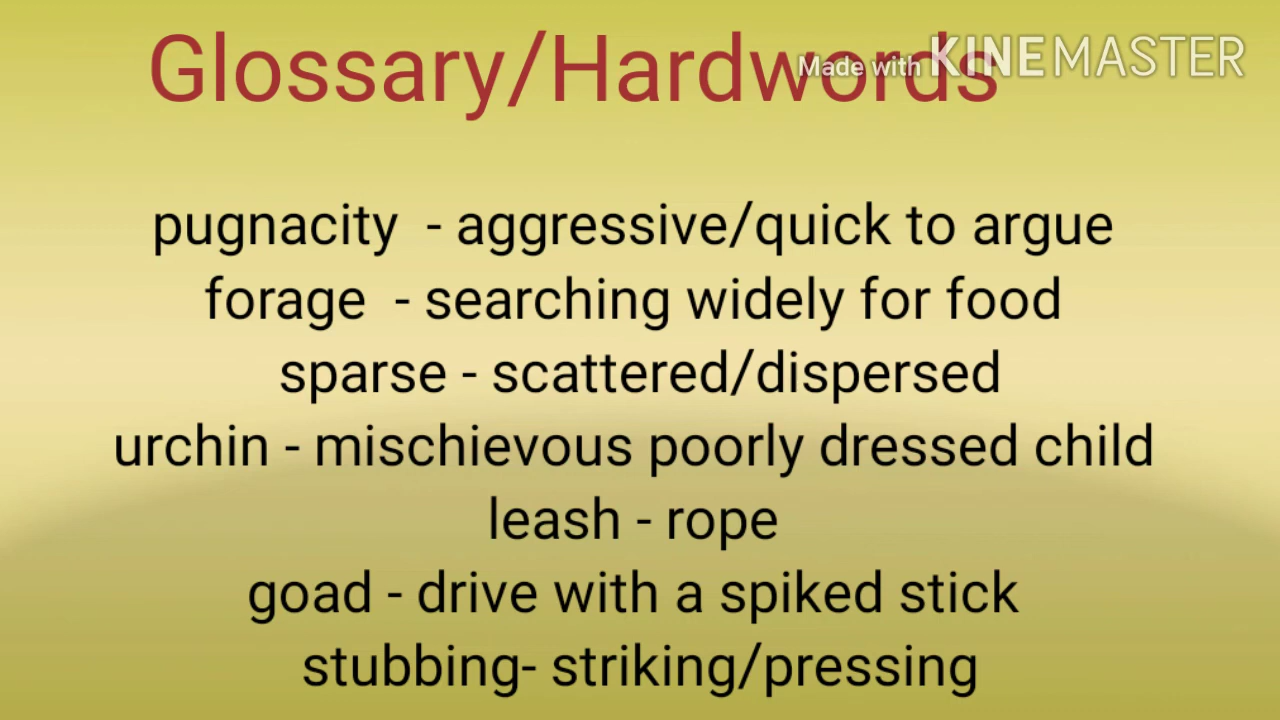 Glossary/Hardwords
Made with KINEMASTER
pugnacity - aggressive/quick to argue
forage - searching widely for food
sparse - scattered/dispersed
urchin - mischievous poorly dressed child
leash - rope
goad - drive with a spiked stick
stubbing- striking/pressing